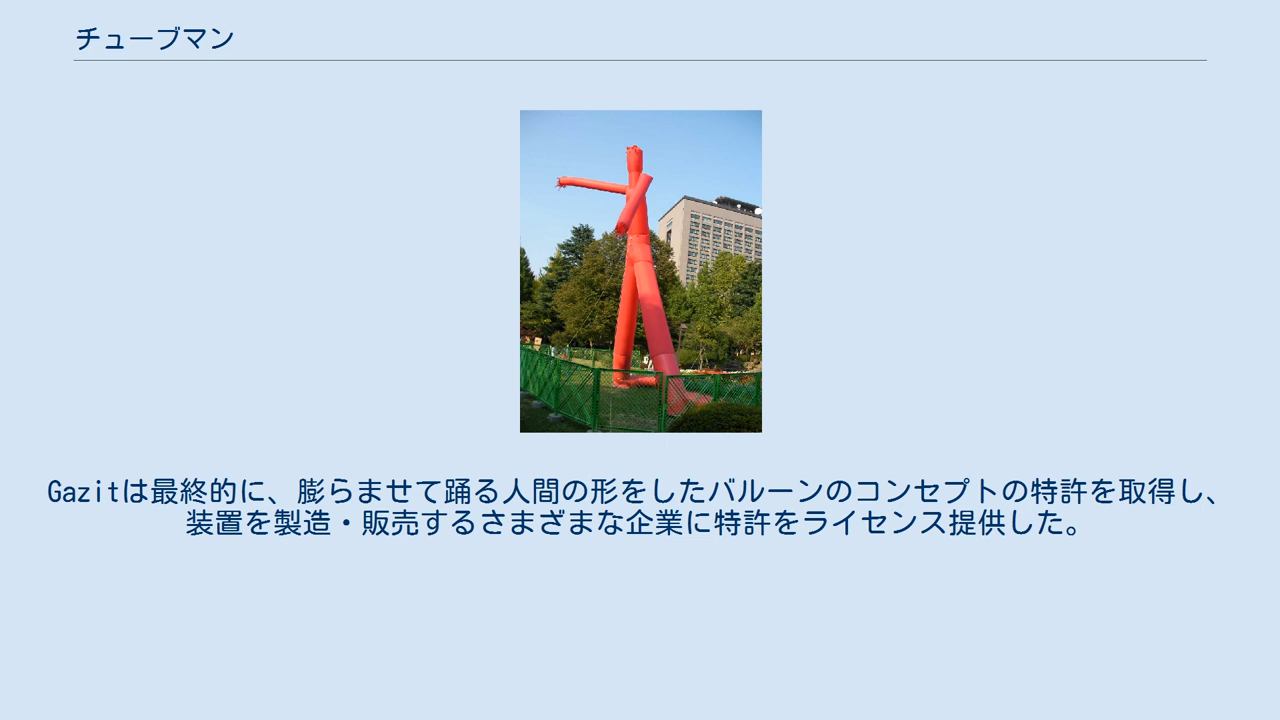 チューブマン
Gazitは最終的に、膨らませて踊る人間の形をしたバルーンのコンセプトの特許を取得し、
装置を製造・販売するさまざまな企業に特許をライセンス提供した。